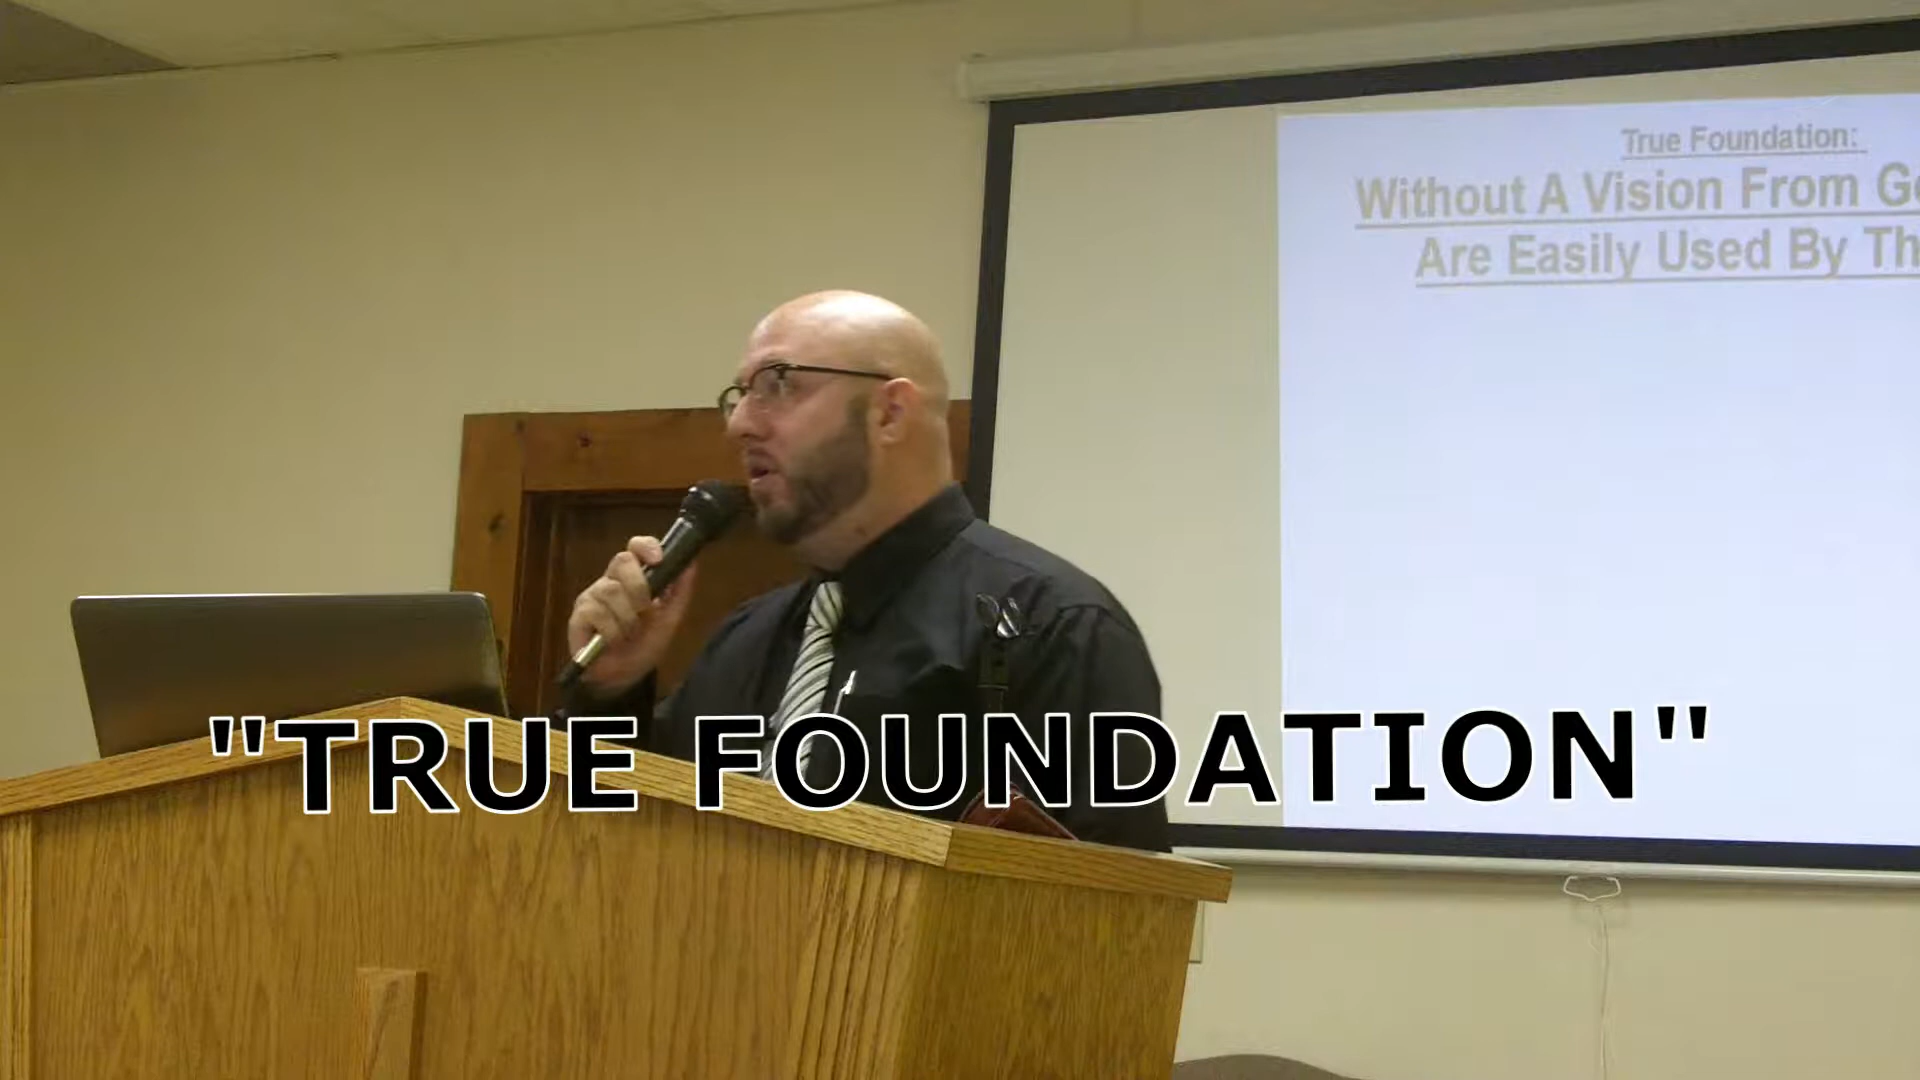 True Foundation:
Without A Vision From
Are Easily Used By
"TRUE FOUNDATION"